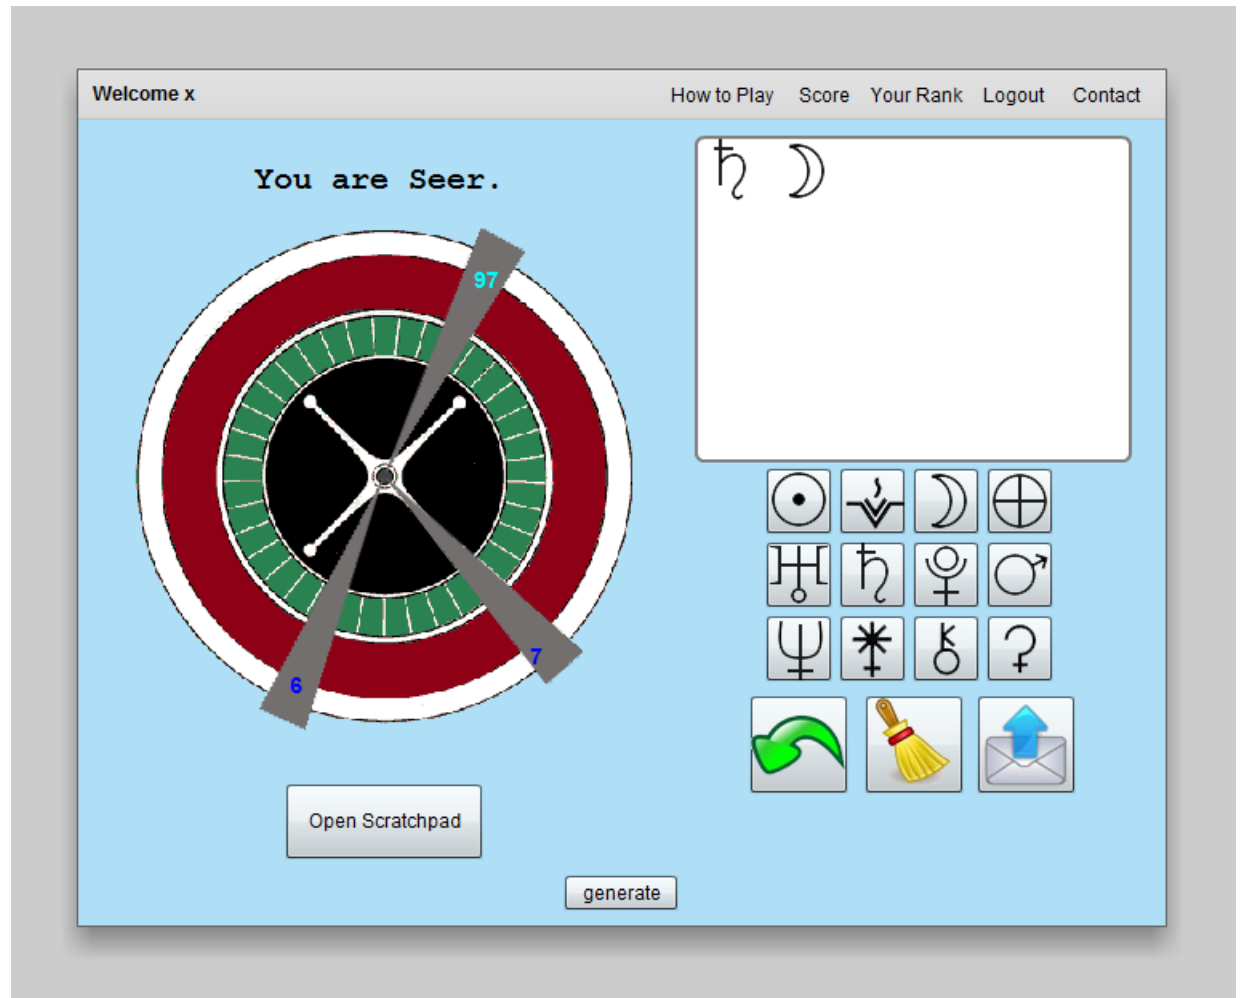 Welcome x
How to Play Score Your Rank Logout Contact
You are Seer.
♄ ☽
97
6
7
Open Scratchpad
generate